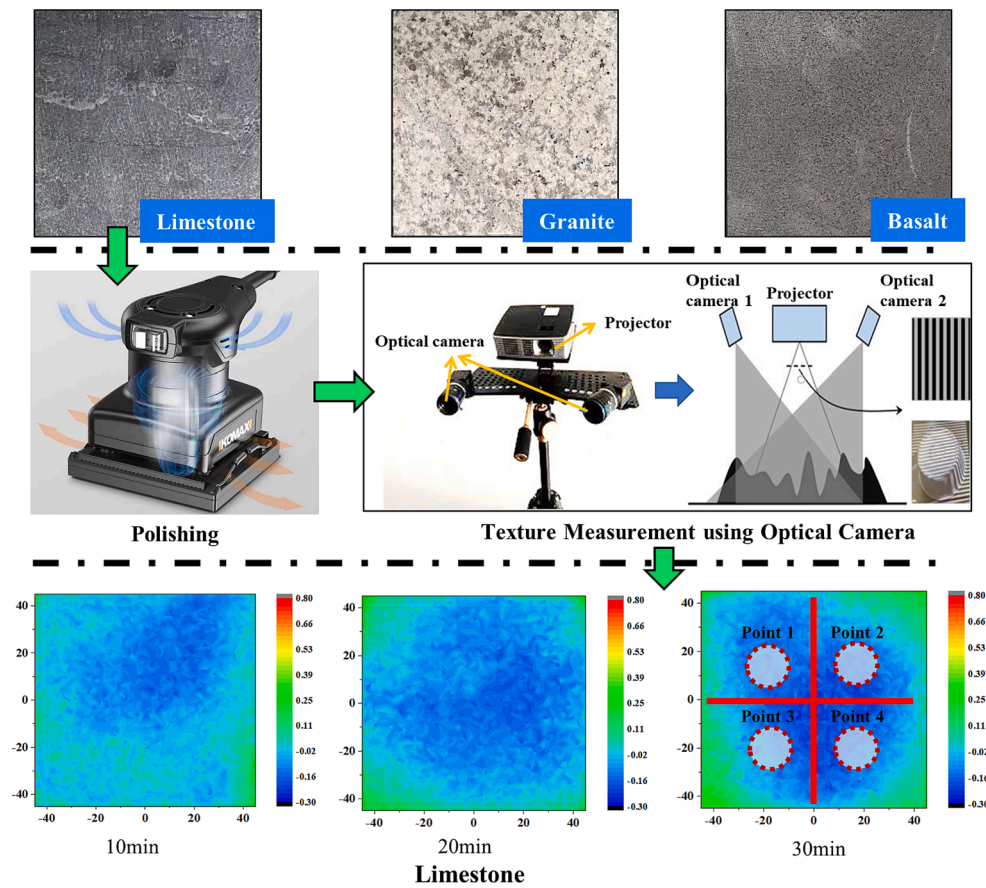 Limestone
Granite
Basalt
KOMAX
Polishing
Optical camera
Projector
Optical
camera 1
Projector
Optical
camera 2
Texture Measurement using Optical Camera
40
20
0
-20
-40
-40 -20 0 20 40
0.80
0.66
0.53
0.39
0.25
0.11
-0.02
-0.16
-0.30
10min
40
20
0
-20
-40
-40 -20 0 20 40
0.80
0.66
0.53
0.39
0.25
0.11
-0.02
-0.16
-0.30
20min
40
20
0
-20
-40
-40 -20 0 20 40
Point 1
Point 2
Point 3
Point 4
0.80
0.66
0.53
0.39
0.25
0.11
-0.02
-0.16
-0.30
30min
Limestone